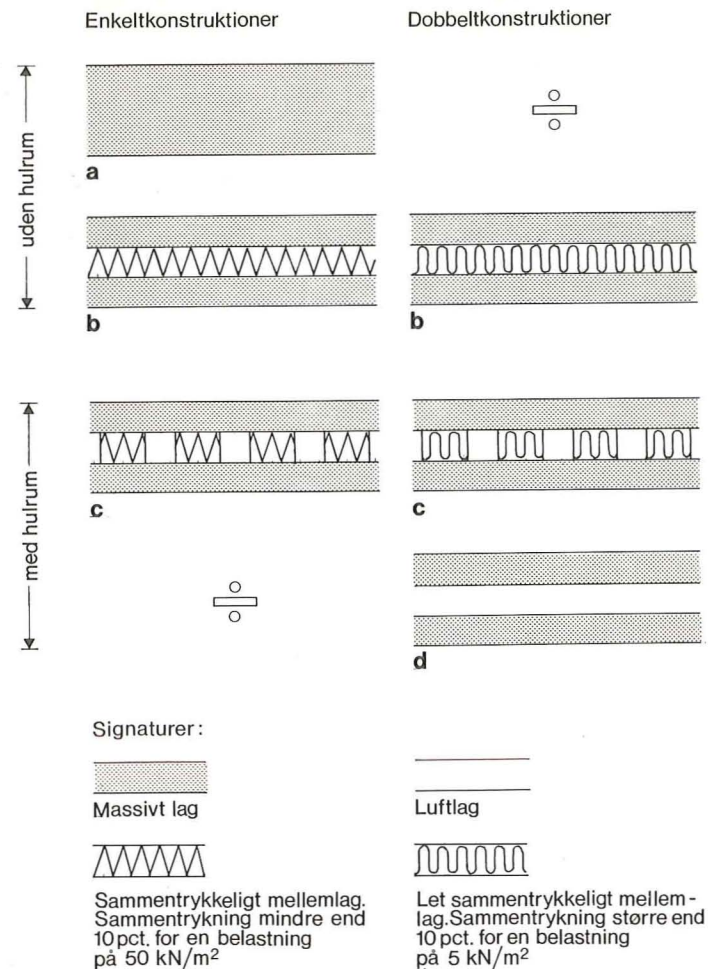 Enkeltkonstruktioner
Dobbeltkonstruktioner
uden hulrum
a
b
b
med hulrum
c
c
d
Signaturer:
Massivt lag
Luftlag
Sammentrykkeligt mellemlag.
Sammentrykning mindre end
10 pct. for en belastning
på 50 kN/m²
Let sammentrykkeligt mellem-
lag. Sammentrykning større end
10 pct. for en belastning
på 5 kN/m²